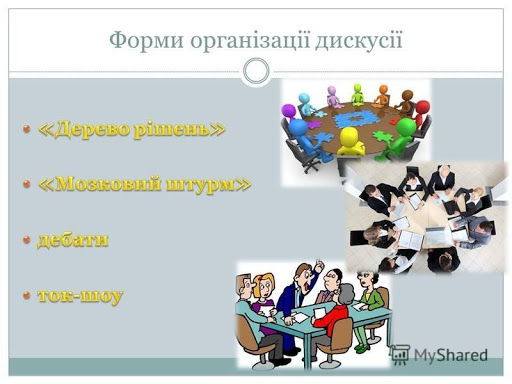 Форми організації дискусії
«Дерево рішень»
«Мозковий штурм»
дебати
ток-шоу
MyShared